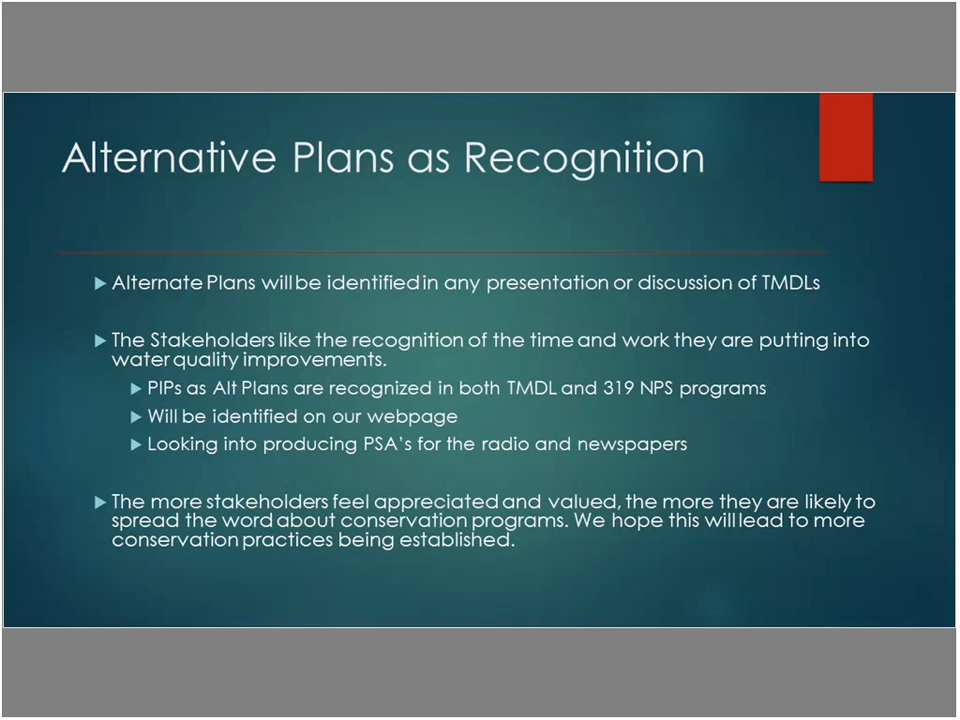 Alternative Plans as Recognition
Alternate Plans will be identified in any presentation or discussion of TMDLs
The Stakeholders like the recognition of the time and work they are putting into
water quality improvements.
PIPs as Alt Plans are recognized in both TMDL and 319 NPS programs
Will be identified on our webpage
Looking into producing PSA's for the radio and newspapers
The more stakeholders feel appreciated and valued, the more they are likely to
spread the word about conservation programs. We hope this will lead to more
conservation practices being established.